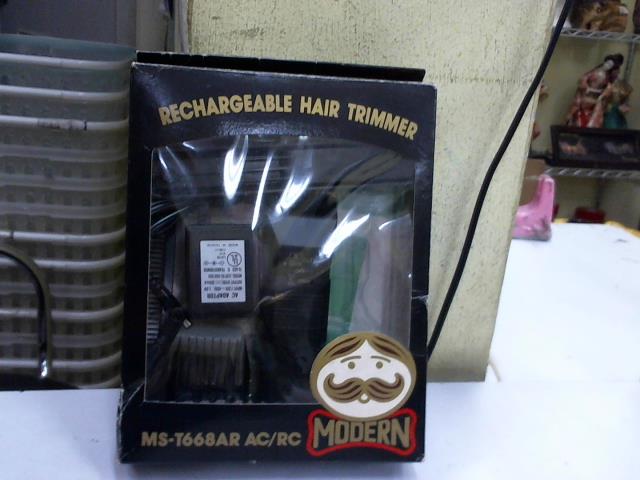 RECHARGEABLE HAIR TRIMMER
AC ADAPTOR
MS-T668AR AC/RC
MODERN